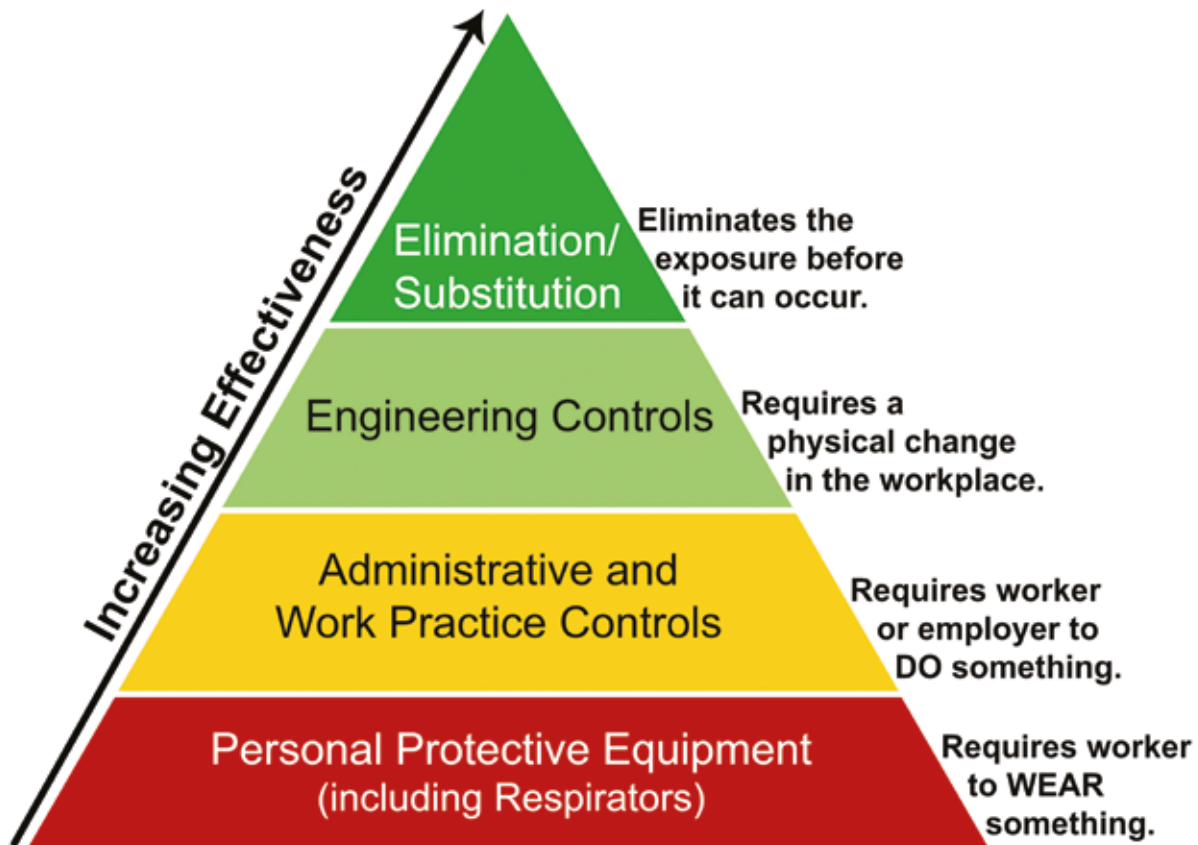 Increasing Effectiveness
Elimination/
Substitution
Eliminates the
exposure before
it can occur.
Engineering Controls
Requires a
physical change
in the workplace.
Administrative and
Work Practice Controls
Requires worker
or employer to
DO something.
Personal Protective Equipment
(including Respirators)
Requires worker
to WEAR
something.